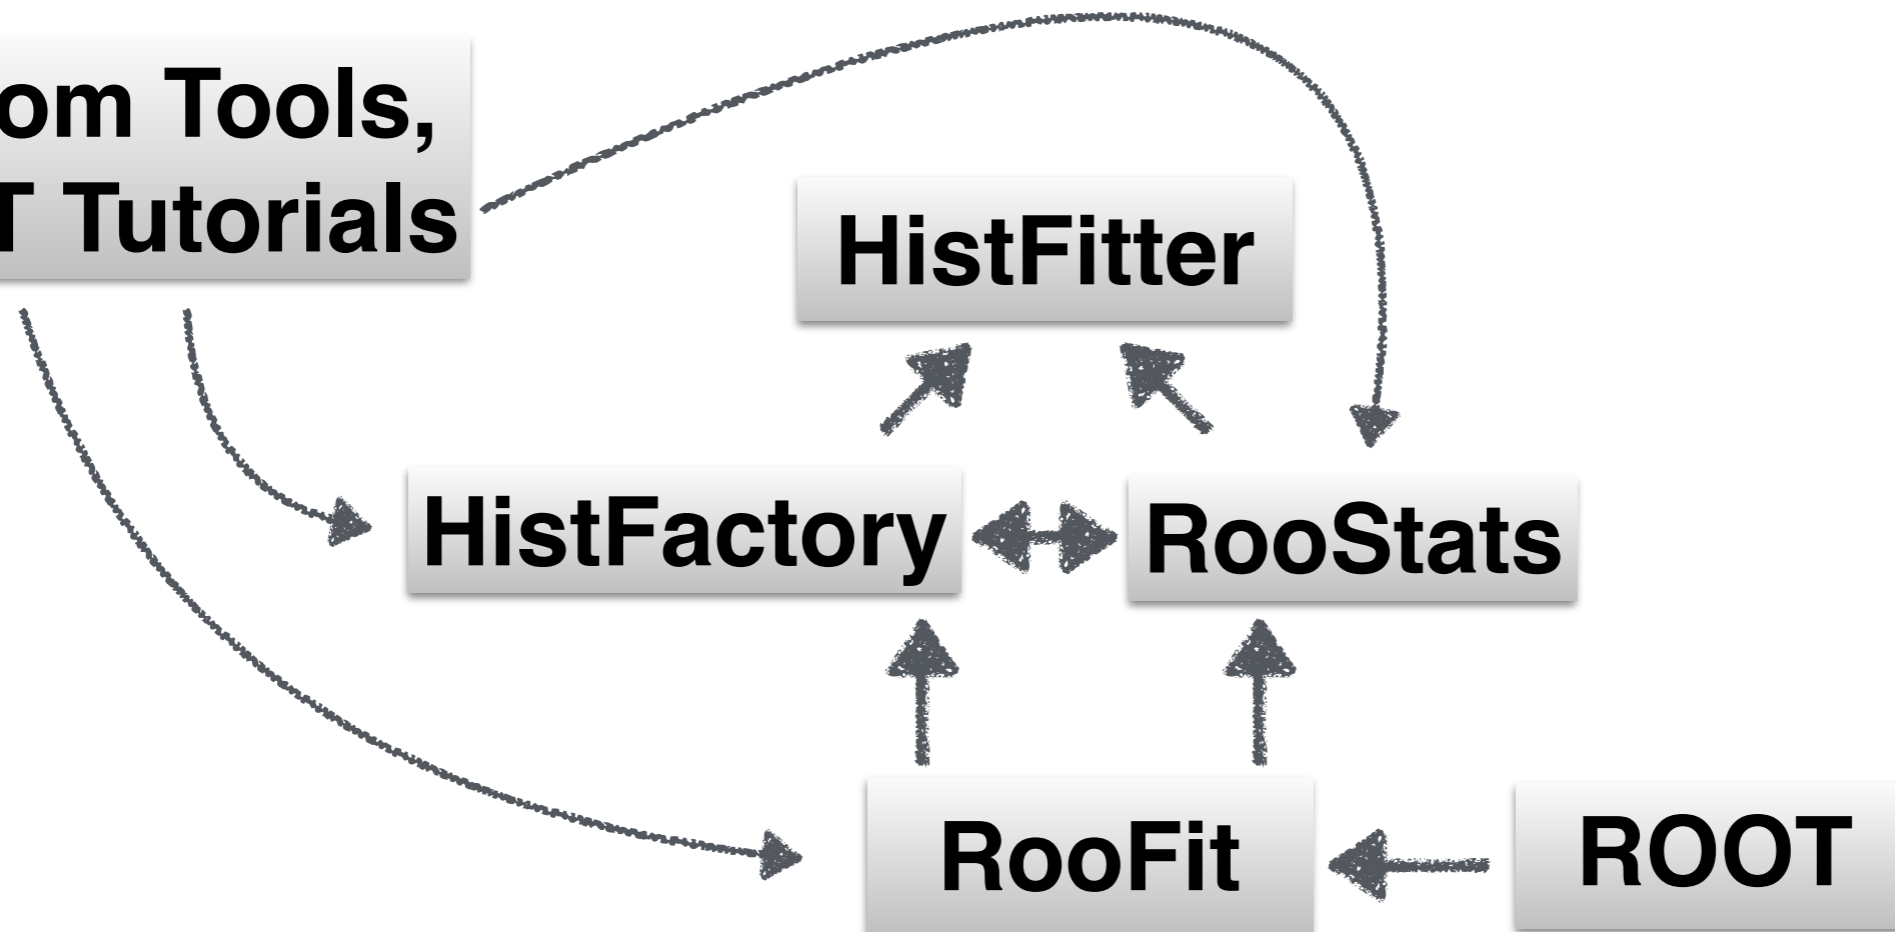 om Tools,
T Tutorials
HistFitter
HistFactory
RooStats
RooFit
ROOT